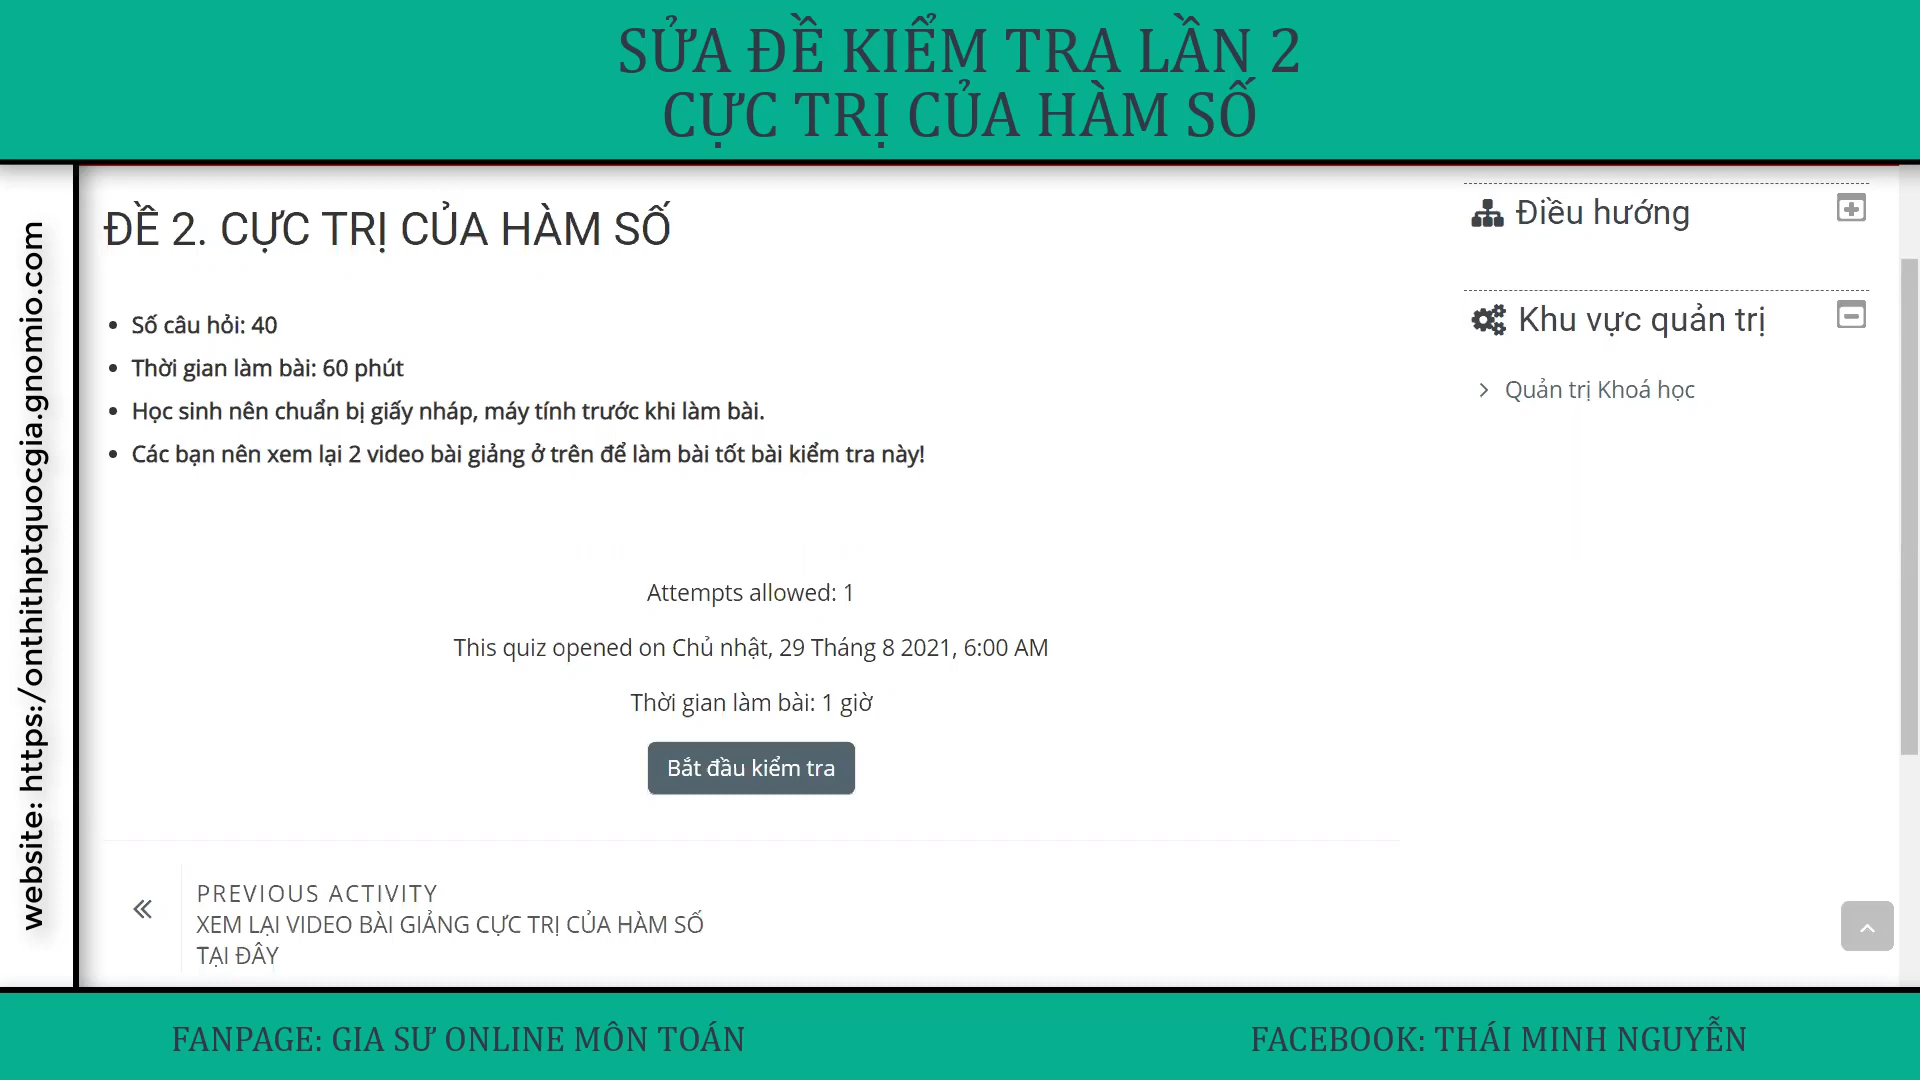 SỬA ĐỀ KIỂM TRA LẦN 2
CỰC TRỊ CỦA HÀM SỐ
website: https:/onthithptquocgia.gnomio.com
ĐỀ 2. CỰC TRỊ CỦA HÀM SỐ
Số câu hỏi: 40
Thời gian làm bài: 60 phút
Học sinh nên chuẩn bị giấy nháp, máy tính trước khi làm bài.
Các bạn nên xem lại 2 video bài giảng ở trên để làm bài tốt bài kiểm tra này!
Attempts allowed: 1
This quiz opened on Chủ nhật, 29 Tháng 8 2021, 6:00 AM
Thời gian làm bài: 1 giờ
Bắt đầu kiểm tra
PREVIOUS ACTIVITY
XEM LẠI VIDEO BÀI GIẢNG CỰC TRỊ CỦA HÀM SỐ
TẠI ĐÂY
Điều hướng
Khu vực quản trị
Quản trị Khoá học
FANPAGE: GIA SƯ ONLINE MÔN TOÁN
FACEBOOK: THÁI MINH NGUYỄN